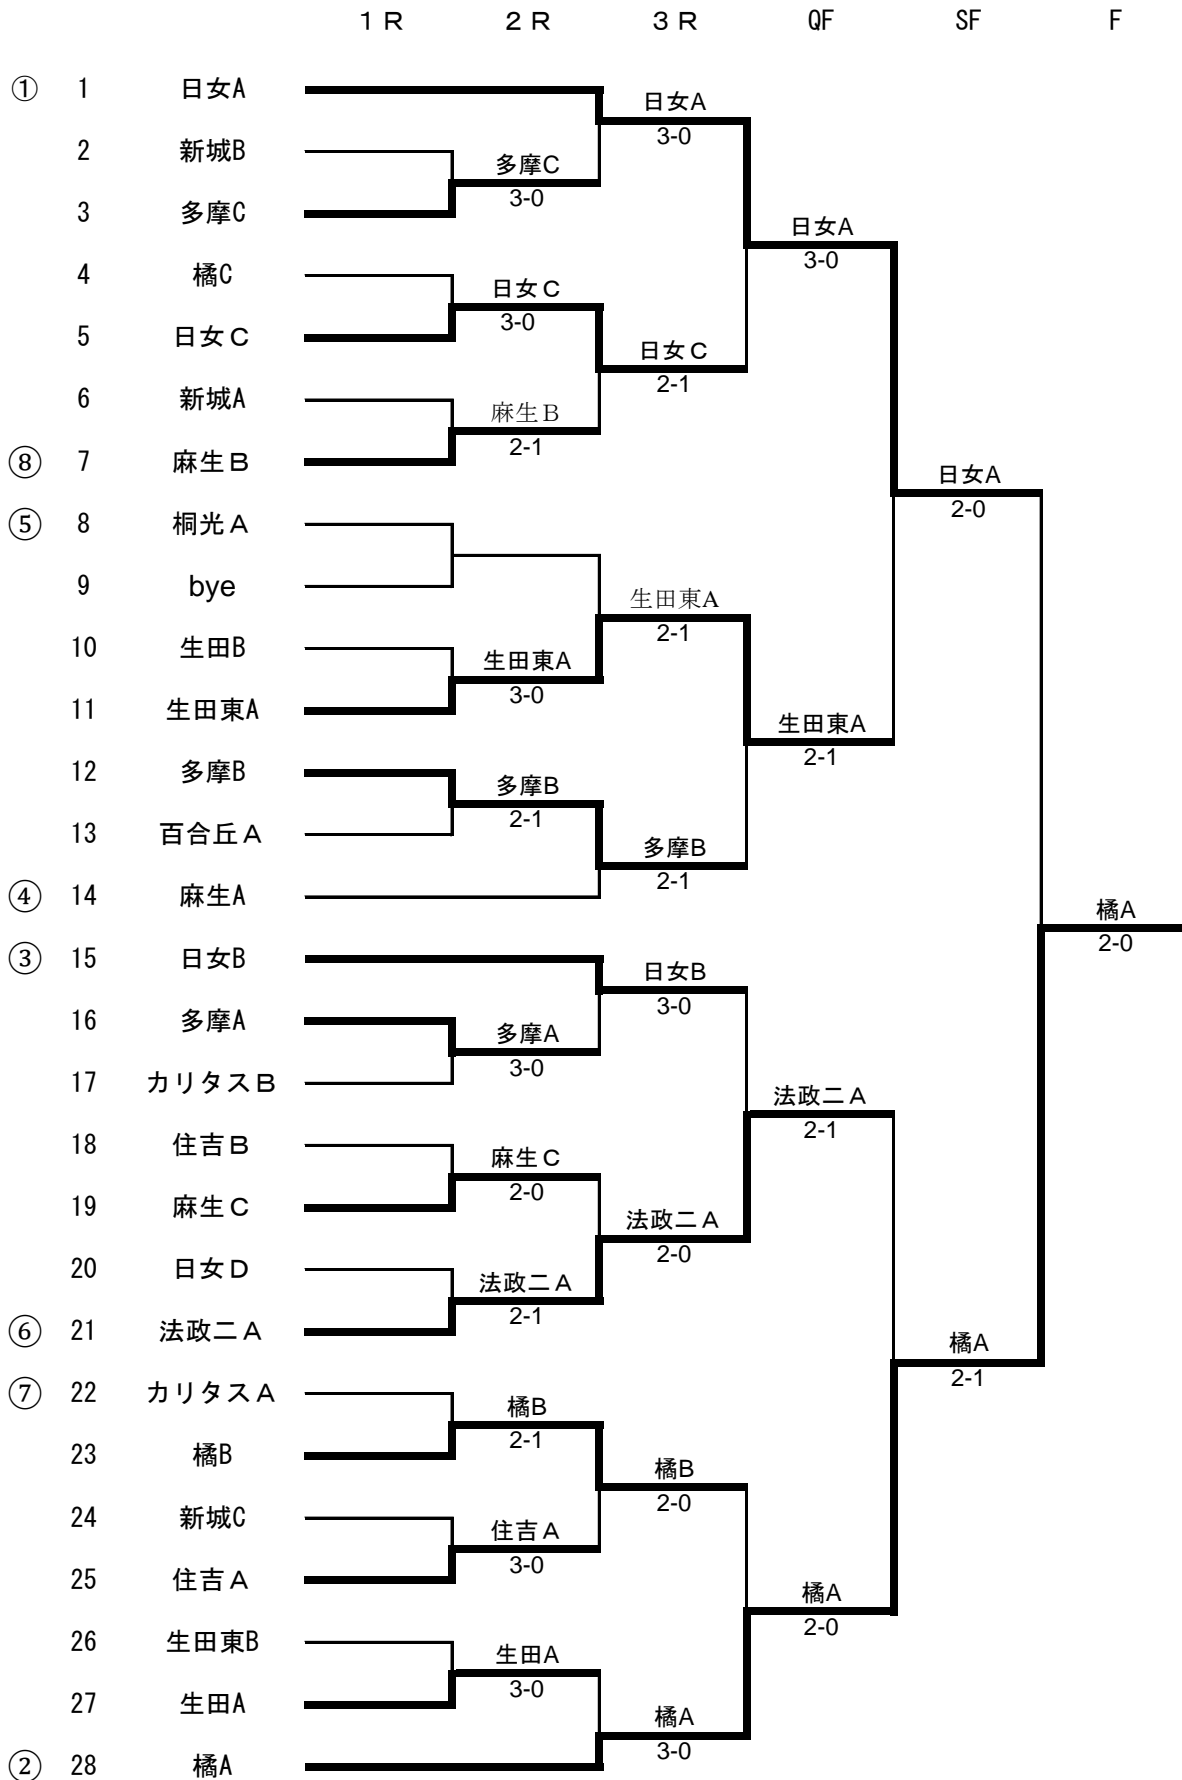 １Ｒ ２Ｒ ３Ｒ QF SF F
① 1 日女A
日女A
3-0
2 新城B
多摩C
3-0
3 多摩C
日女A
3-0
4 橘C
日女Ｃ
3-0
5 日女Ｃ
日女Ｃ
2-1
6 新城A
麻生Ｂ
2-1
⑧ 7 麻生Ｂ
日女A
2-0
⑤ 8 桐光Ａ
9 bye
生田東A
2-1
10 生田B
生田東A
3-0
11 生田東A
生田東A
2-1
12 多摩B
多摩B
2-1
13 百合丘Ａ
多摩B
2-1
④ 14 麻生A
橘A
2-0
③ 15 日女B
日女B
3-0
16 多摩A
多摩A
3-0
17 カリタスＢ
法政二Ａ
2-1
18 住吉Ｂ
麻生Ｃ
2-0
19 麻生Ｃ
法政二Ａ
2-0
20 日女Ｄ
法政二Ａ
2-1
⑥ 21 法政二Ａ
橘A
2-1
⑦ 22 カリタスＡ
橘B
2-1
23 橘B
橘B
2-0
24 新城C
住吉Ａ
3-0
25 住吉Ａ
橘A
2-0
26 生田東B
生田A
3-0
27 生田A
橘A
3-0
② 28 橘A